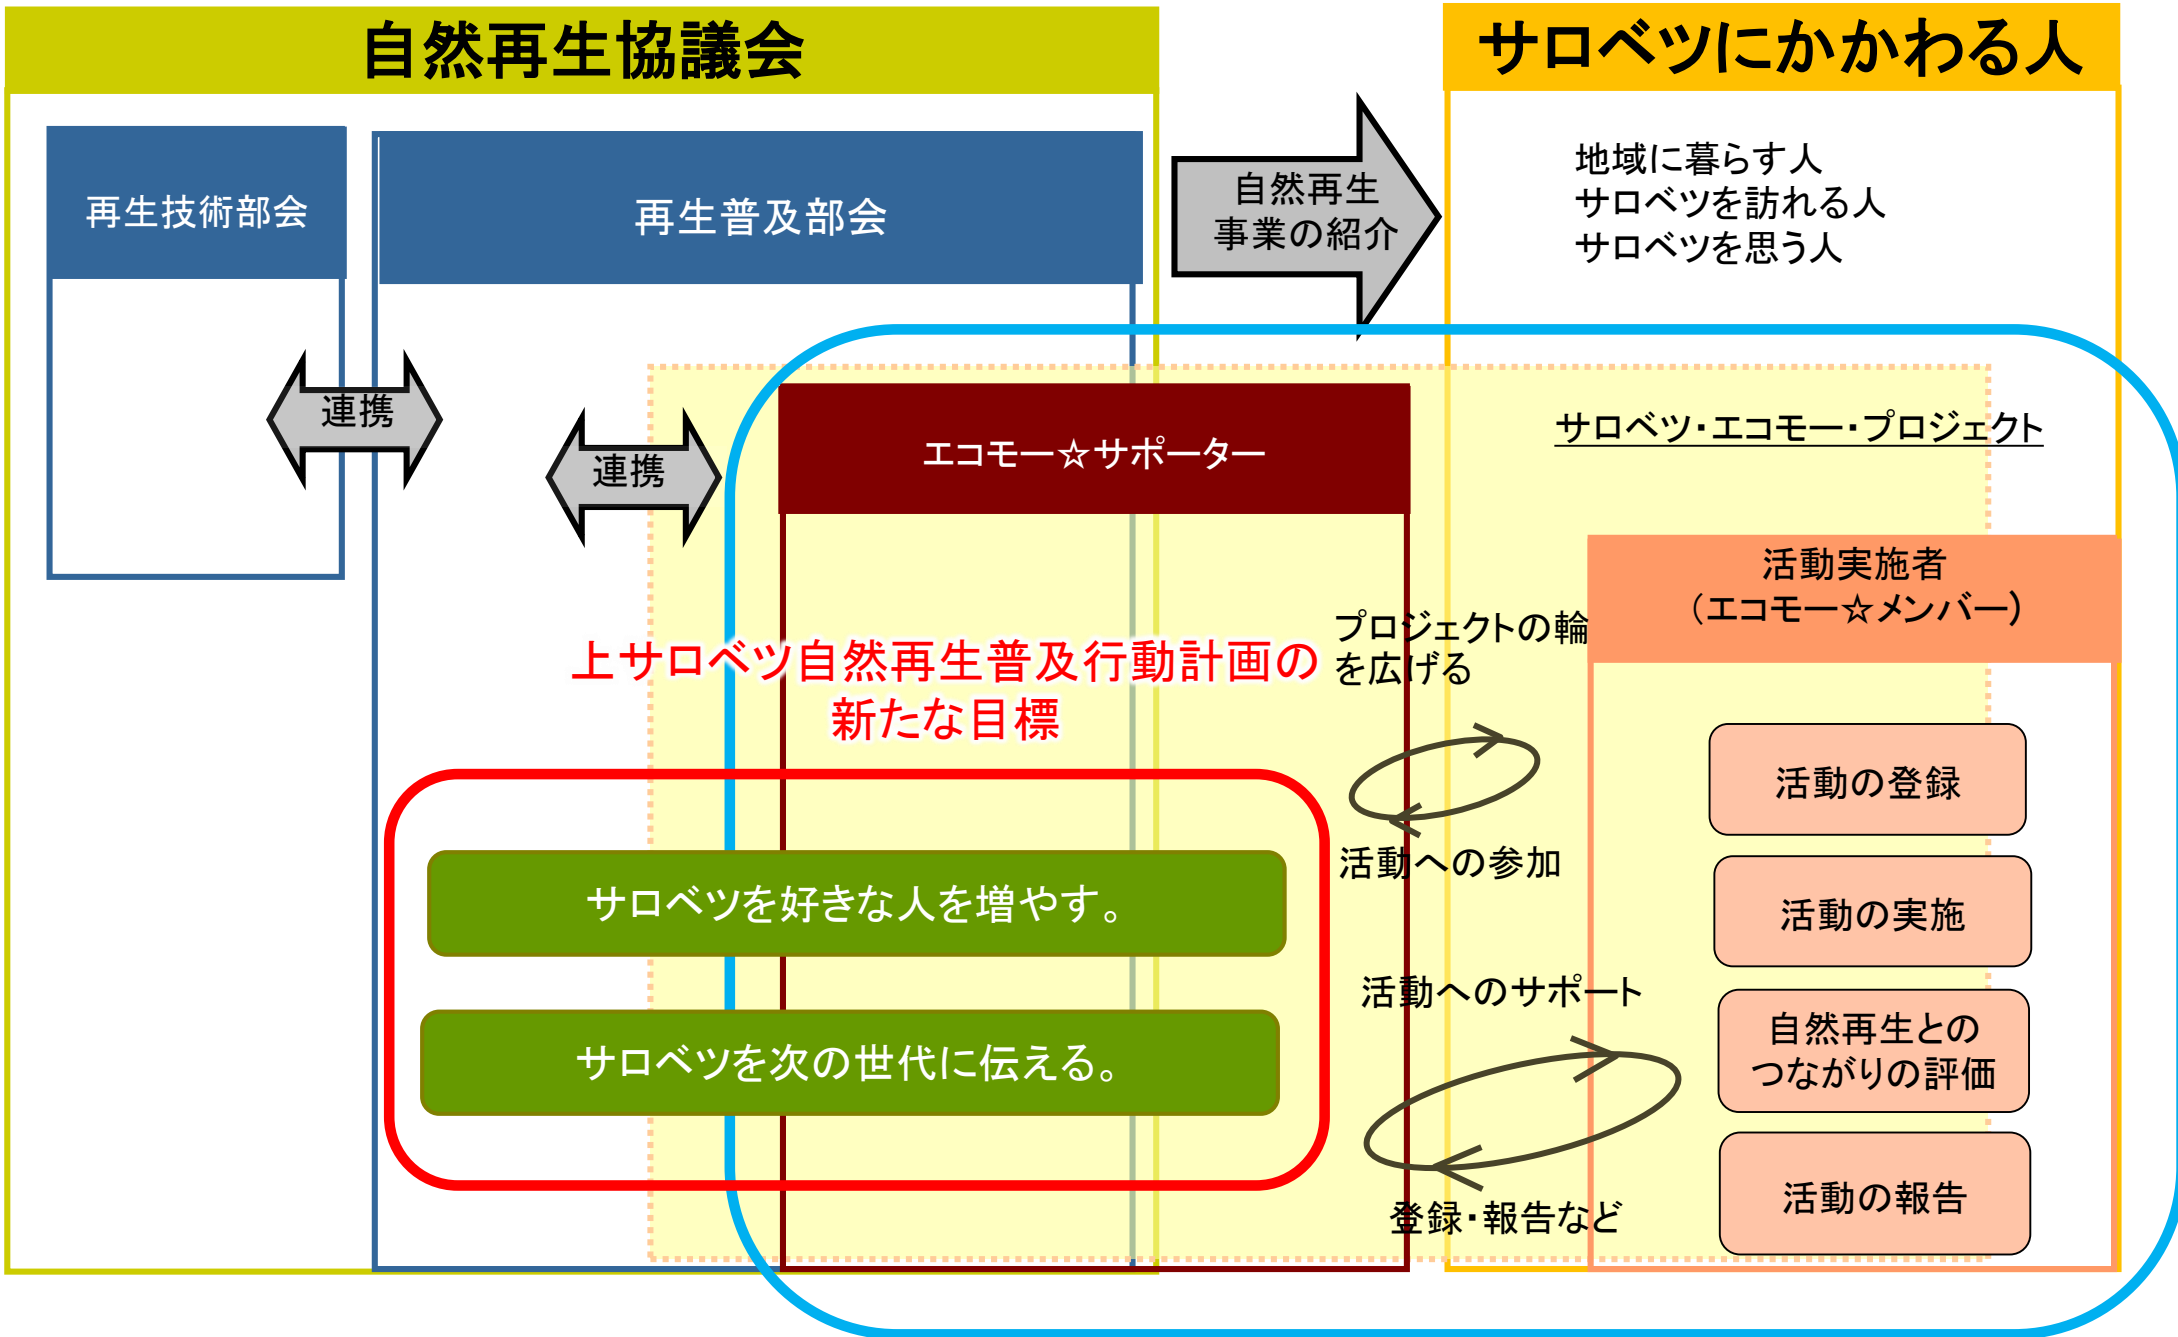 自然再生協議会
サロベツにかかわる人
再生技術部会
再生普及部会
自然再生
事業の紹介
地域に暮らす人
サロベツを訪れる人
サロベツを思う人
連携
連携
エコモー☆サポーター
サロベツ・エコモー・プロジェクト
活動実施者
（エコモー☆メンバー）
プロジェクトの輪
を広げる
上サロベツ自然再生普及行動計画の
新たな目標
活動の登録
活動への参加
サロベツを好きな人を増やす。
活動の実施
活動へのサポート
自然再生との
つながりの評価
サロベツを次の世代に伝える。
活動の報告
登録・報告など